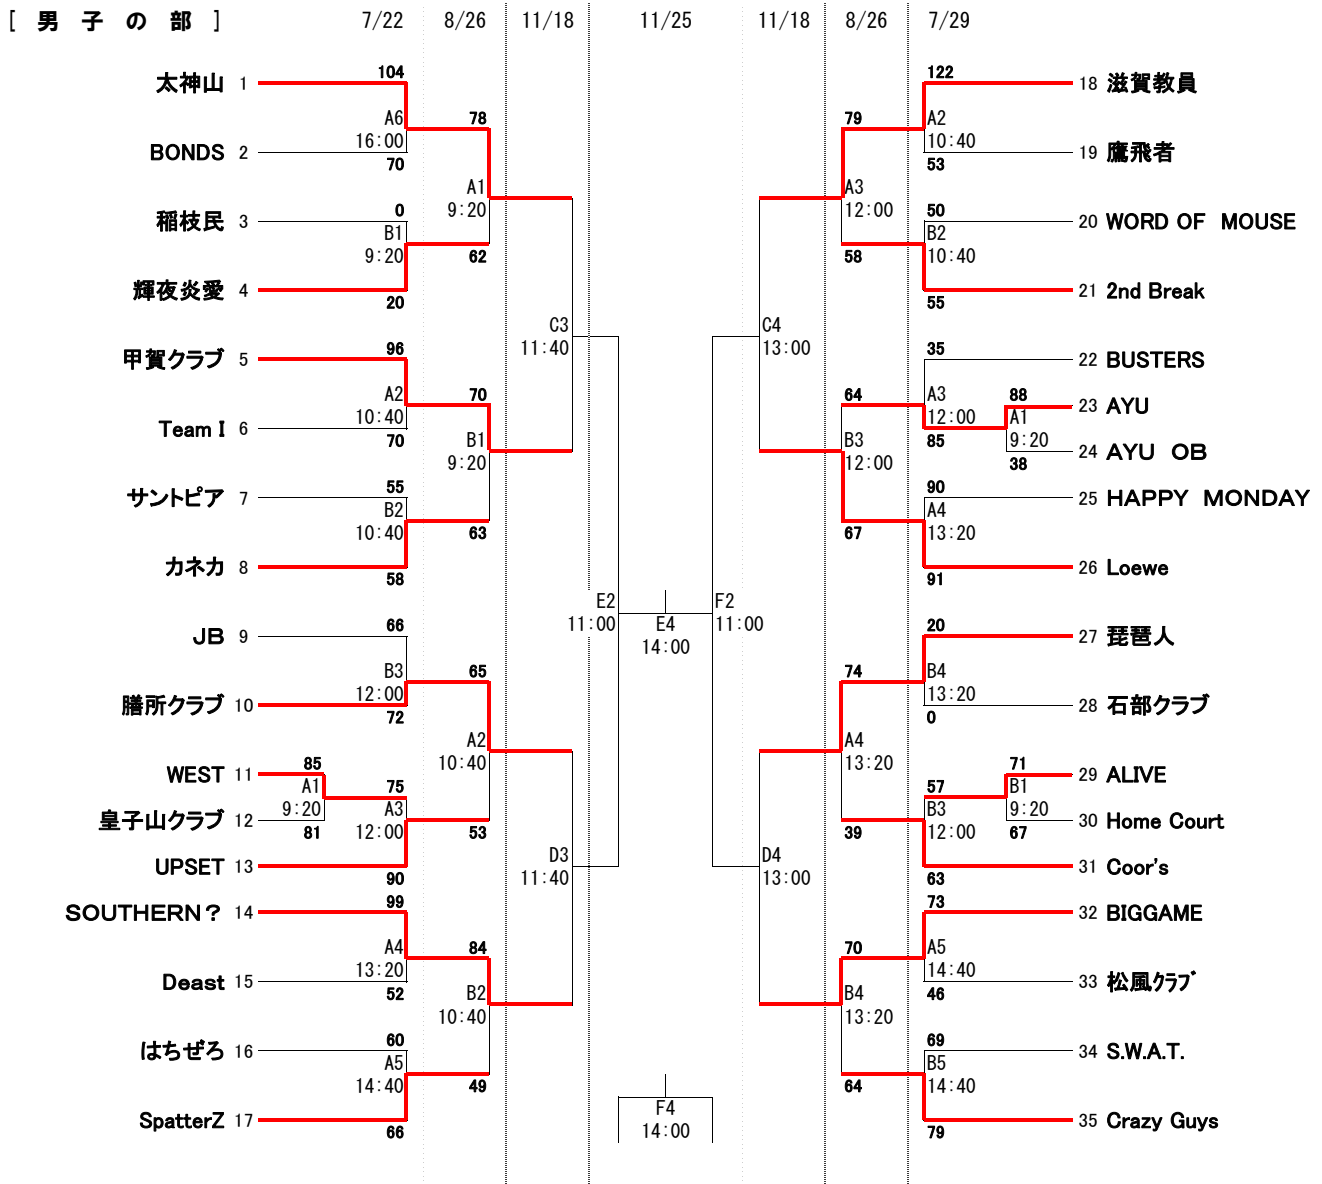 [ 男 子 の 部 ] 7/22 8/26 11/18 11/25 11/18 8/26 7/29
104 122
太神山 1 18 滋賀教員
A6 78 79 A2
16:00 10:40
BONDS 2 19 鷹飛者
70 53
A1 A3
9:20 12:00
0 50
稲枝民 3 20 WORD OF MOUSE
B1 B2
9:20 62 58 10:40
輝夜炎愛 4 21 2nd Break
20 55
C3 C4
11:40 13:00
96 35
甲賀クラブ 5 22 BUSTERS
A2 70 64 A3 88
10:40 12:00 A1 23 AYU
Team I 6 B1 B3
70 85 9:20
9:20 12:00 38 24 AYU OB
55 90
サントピア 7 25 HAPPY MONDAY
B2 A4
10:40 63 67 13:20
カネカ 8 26 Loewe
58 91
E2 F2
11:00 E4 11:00
14:00
66 20
JB 9 27 琵琶人
B3 65 74 B4
12:00 13:20
膳所クラブ 10 28 石部クラブ
72 0
A2 A4
10:40 13:20
85 71
WEST 11 29 ALIVE
A1 75 57 B1
9:20 A3 B3 9:20
皇子山クラブ 12 30 Home Court
81 12:00 53 39 12:00 67
D3 D4
UPSET 13 31 Coor's
90 11:40 13:00 63
99 73
SOUTHERN？ 14 32 BIGGAME
A4 84 70 A5
13:20 14:40
Deast 15 33 松風ｸﾗﾌﾞ
52 46
B2 B4
10:40 13:20
60 69
はちぜろ 16 34 S.W.A.T.
A5 B5
14:40 49 64 14:40
F4
SpatterZ 17 35 Crazy Guys
66 14:00 79